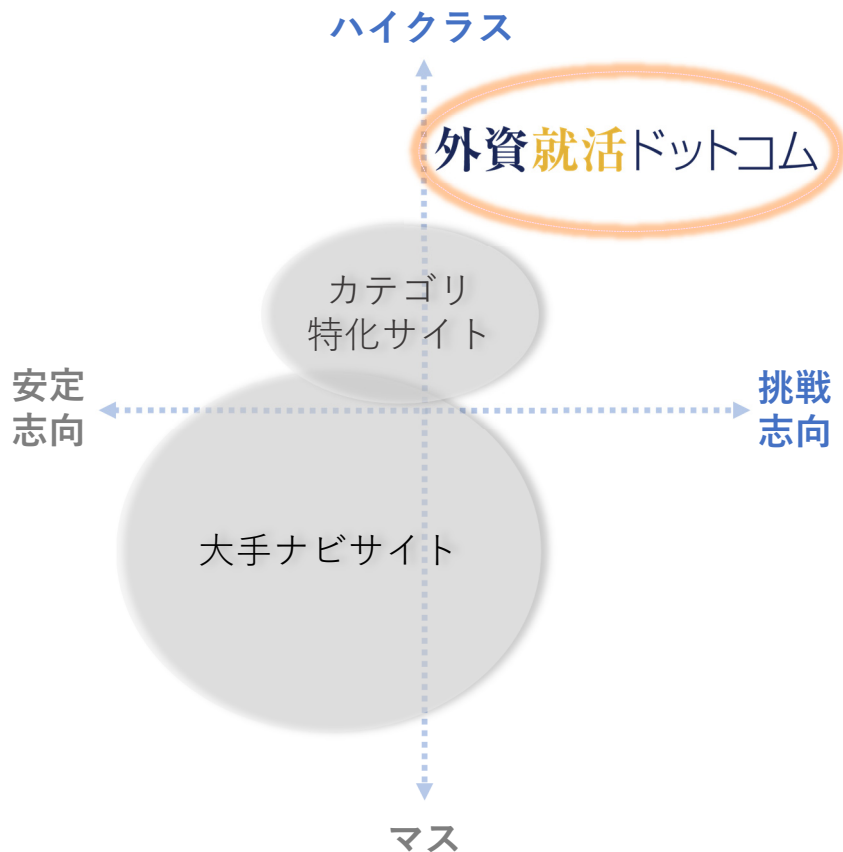 ハイクラス
外資就活ドットコム
カテゴリ
特化サイト
安定
志向
挑戦
志向
大手ナビサイト
マス